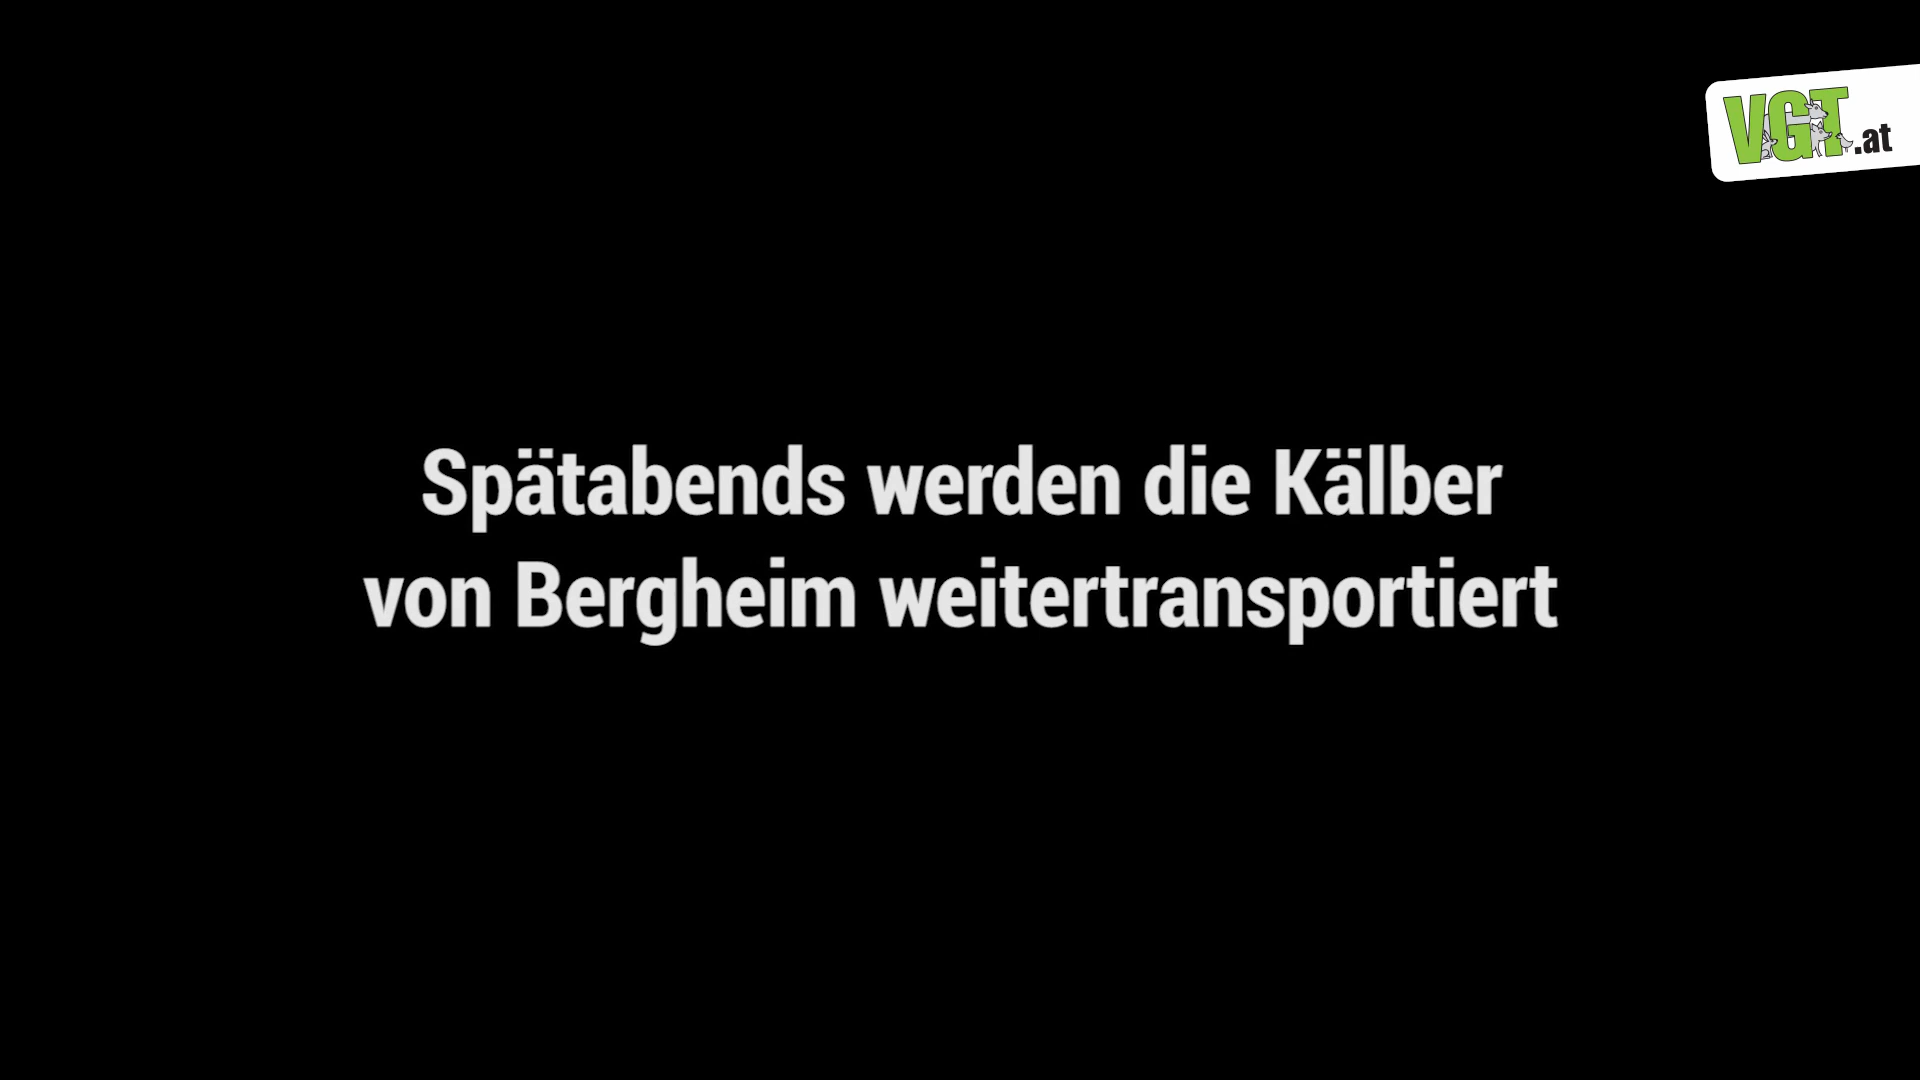 VGT.at
Spätabends werden die Kälber
von Bergheim weitertransportiert